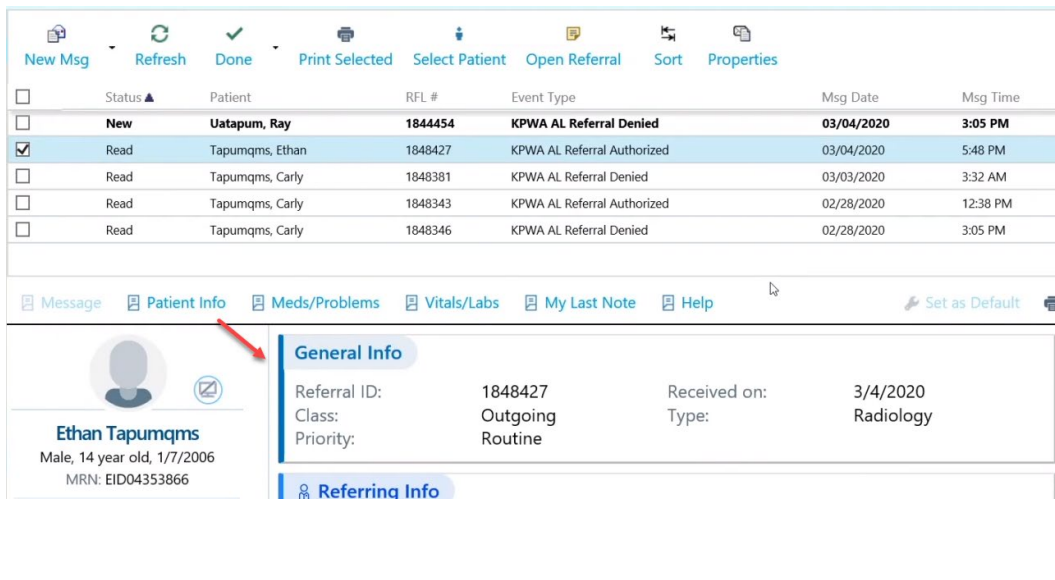 New Msg Refresh Done Print Selected Select Patient Open Referral Sort Properties
Status Patient RFL # Event Type Msg Date Msg Time
New Uatapum, Ray 1844454 KPWA AL Referral Denied 03/04/2020 3:05 PM
Read Tapumqms, Ethan 1848427 KPWA AL Referral Authorized 03/04/2020 5:48 PM
Read Tapumqms, Carly 1848381 KPWA AL Referral Denied 03/03/2020 3:32 AM
Read Tapumqms, Carly 1848343 KPWA AL Referral Authorized 02/28/2020 12:38 PM
Read Tapumqms, Carly 1848346 KPWA AL Referral Denied 02/28/2020 3:05 PM
Message Patient Info Meds/Problems Vitals/Labs My Last Note Help Set as Default
Ethan Tapumqms
Male, 14 year old, 1/7/2006
MRN: EID04353866
General Info
Referral ID: 1848427 Received on: 3/4/2020
Class: Outgoing Type: Radiology
Priority: Routine
Referring Info